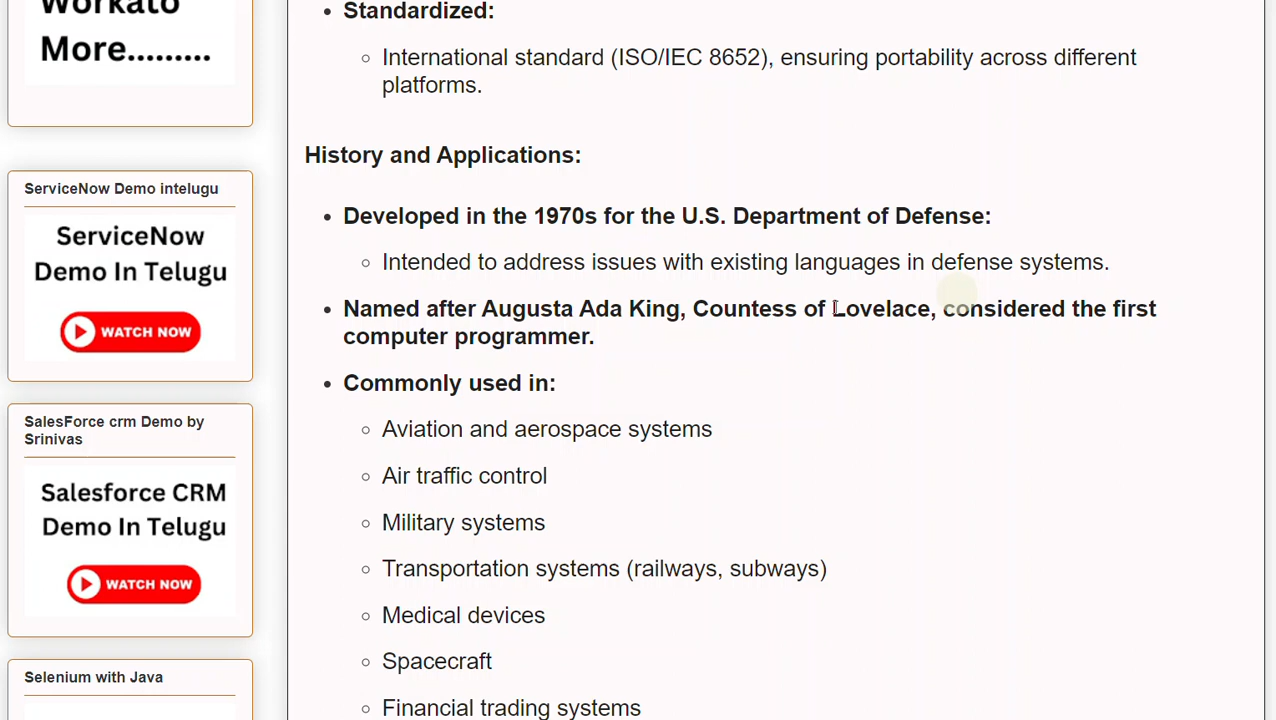 Workato
More.........
ServiceNow Demo intelugu
ServiceNow
Demo In Telugu
WATCH NOW
SalesForce crm Demo by
Srinivas
Salesforce CRM
Demo In Telugu
WATCH NOW
Selenium with Java
Standardized:
International standard (ISO/IEC 8652), ensuring portability across different
platforms.
History and Applications:
Developed in the 1970s for the U.S. Department of Defense:
Intended to address issues with existing languages in defense systems.
Named after Augusta Ada King, Countess of Lovelace, considered the first
computer programmer.
Commonly used in:
Aviation and aerospace systems
Air traffic control
Military systems
Transportation systems (railways, subways)
Medical devices
Spacecraft
Financial trading systems